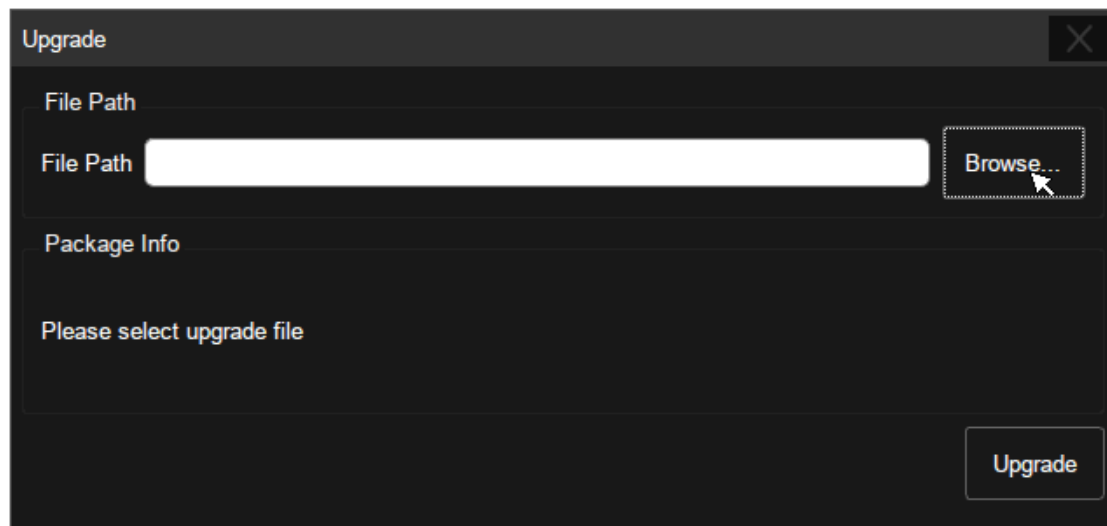 Upgrade
File Path
File Path
Browse...
Package Info
Please select upgrade file
Upgrade